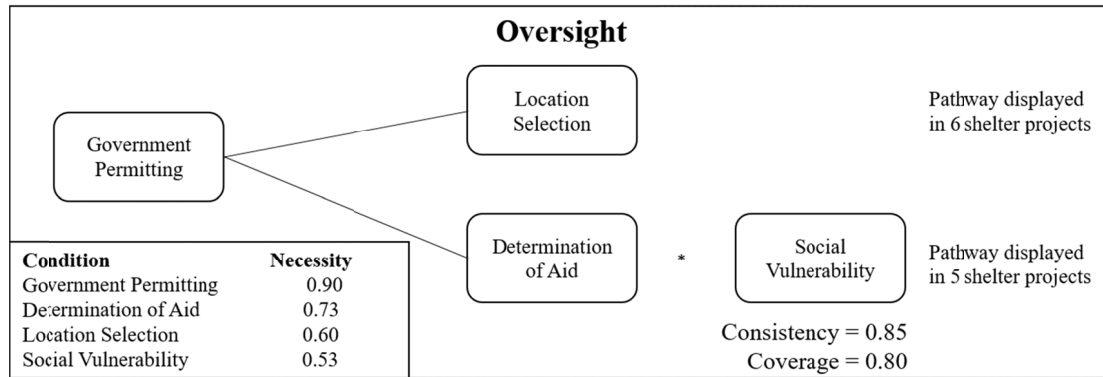 Oversight
Government
Permitting
Location
Selection
Pathway displayed
in 6 shelter projects
Determination
of Aid
*
Social
Vulnerability
Pathway displayed
in 5 shelter projects
Condition Necessity
Government Permitting 0.90
Determination of Aid 0.73
Location Selection 0.60
Social Vulnerability 0.53
Consistency = 0.85
Coverage = 0.80